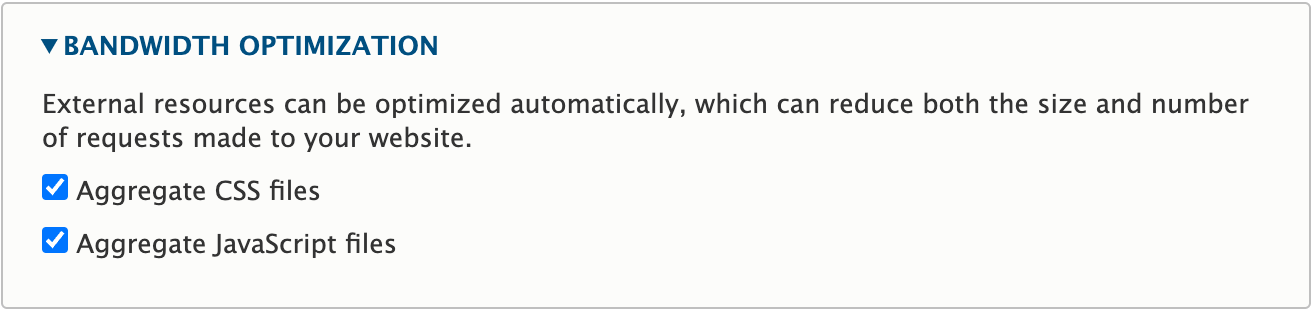 BANDWIDTH OPTIMIZATION
External resources can be optimized automatically, which can reduce both the size and number
of requests made to your website.
Aggregate CSS files
Aggregate JavaScript files